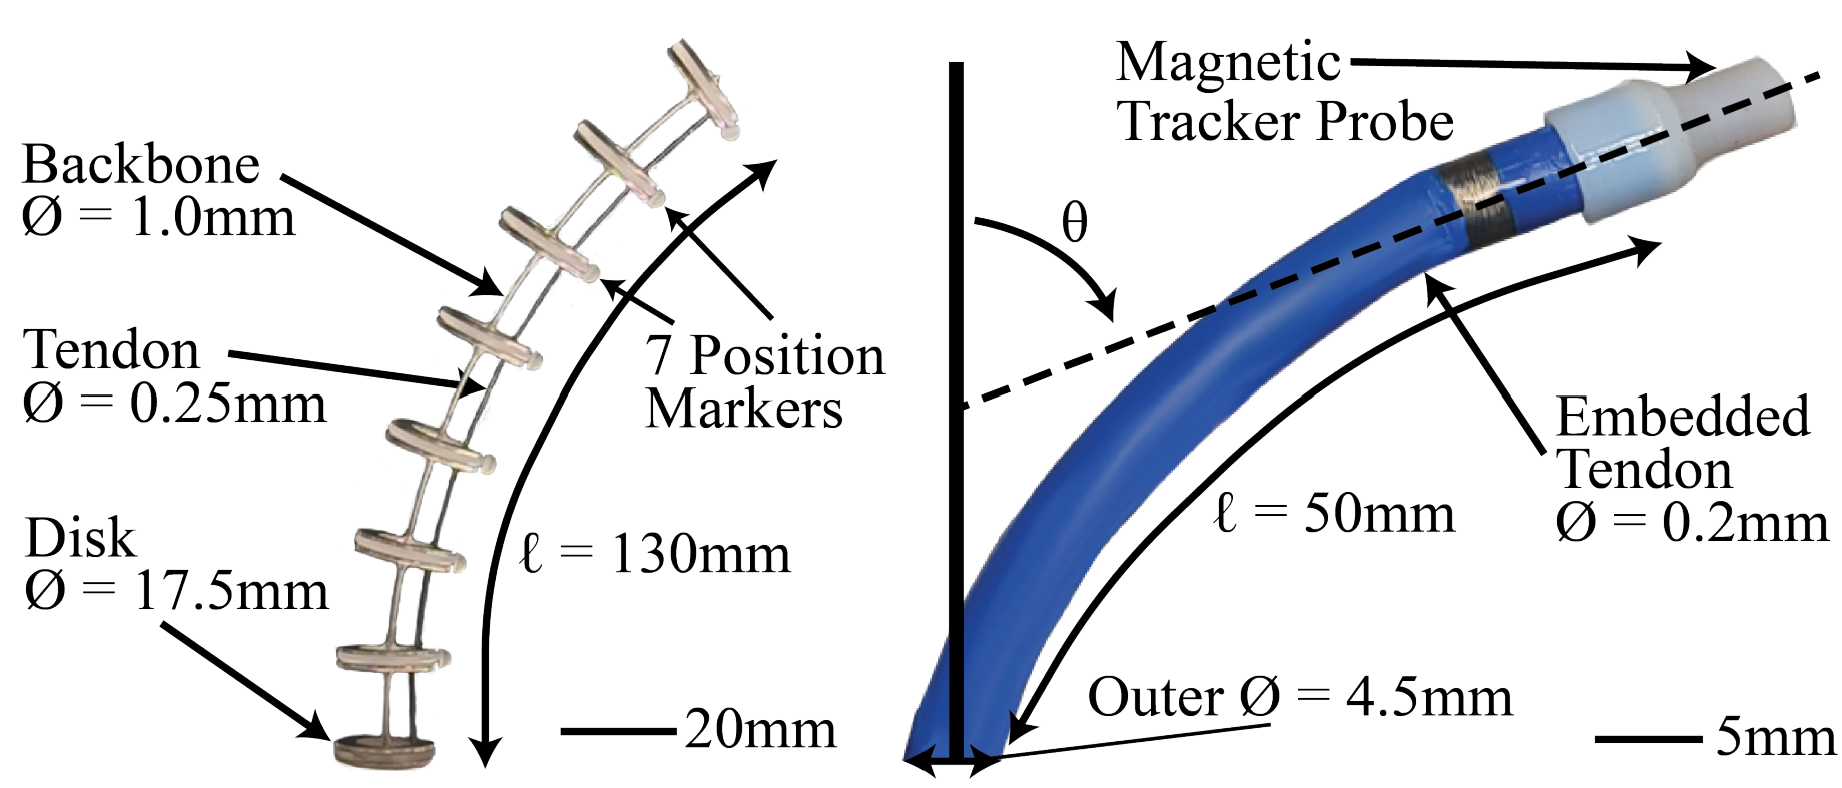 Backbone
Ø = 1.0mm
Tendon
Ø = 0.25mm
Disk
Ø = 17.5mm
7 Position
Markers
ℓ = 130mm
20mm
Magnetic
Tracker Probe
θ
Embedded
Tendon
Ø = 0.2mm
ℓ = 50mm
Outer Ø = 4.5mm
5mm